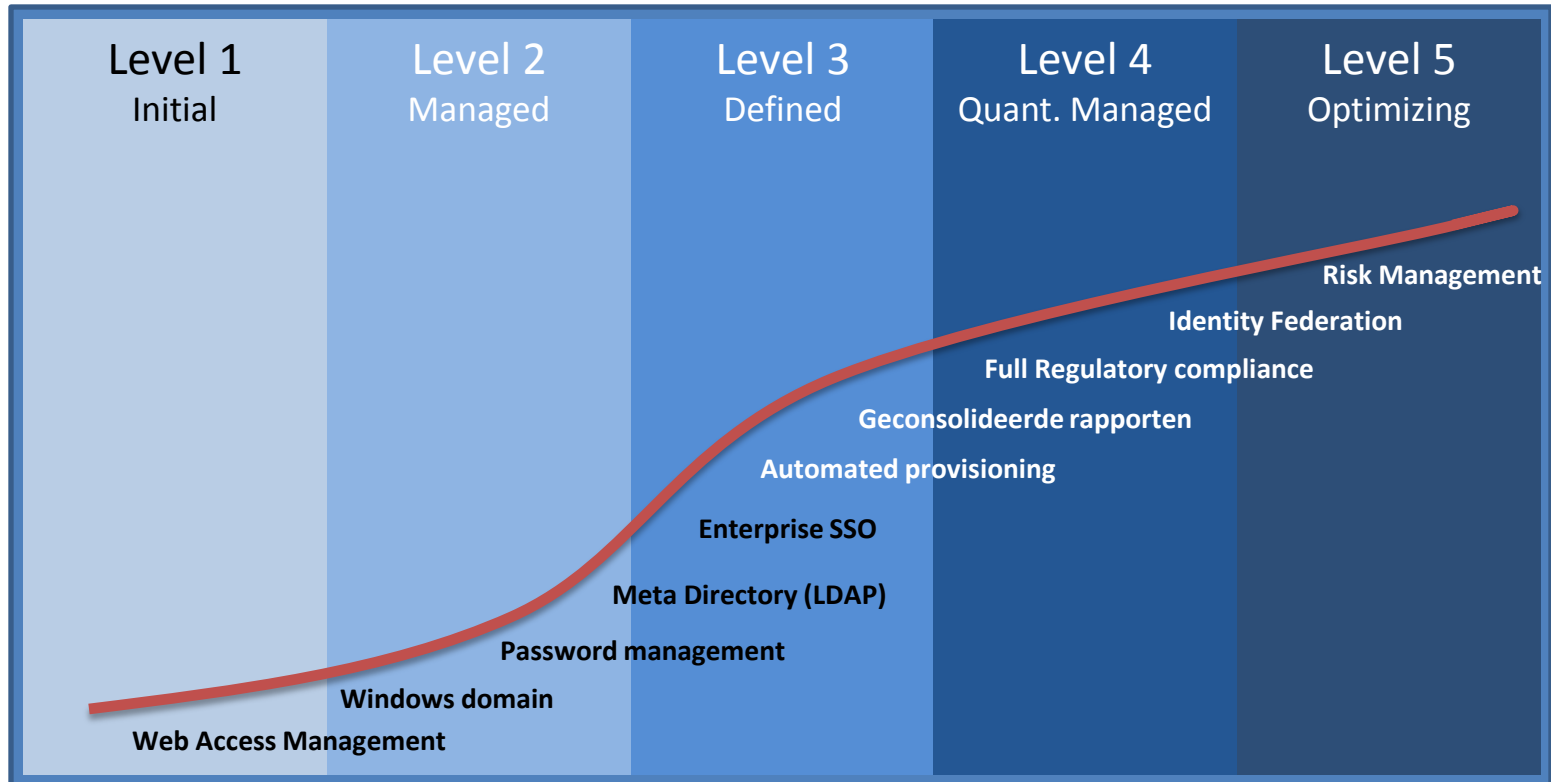 Level 1
Initial
Level 2
Managed
Level 3
Defined
Level 4
Quant. Managed
Level 5
Optimizing
Risk Management
Identity Federation
Full Regulatory compliance
Geconsolideerde rapporten
Automated provisioning
Enterprise SSO
Meta Directory (LDAP)
Password management
Windows domain
Web Access Management